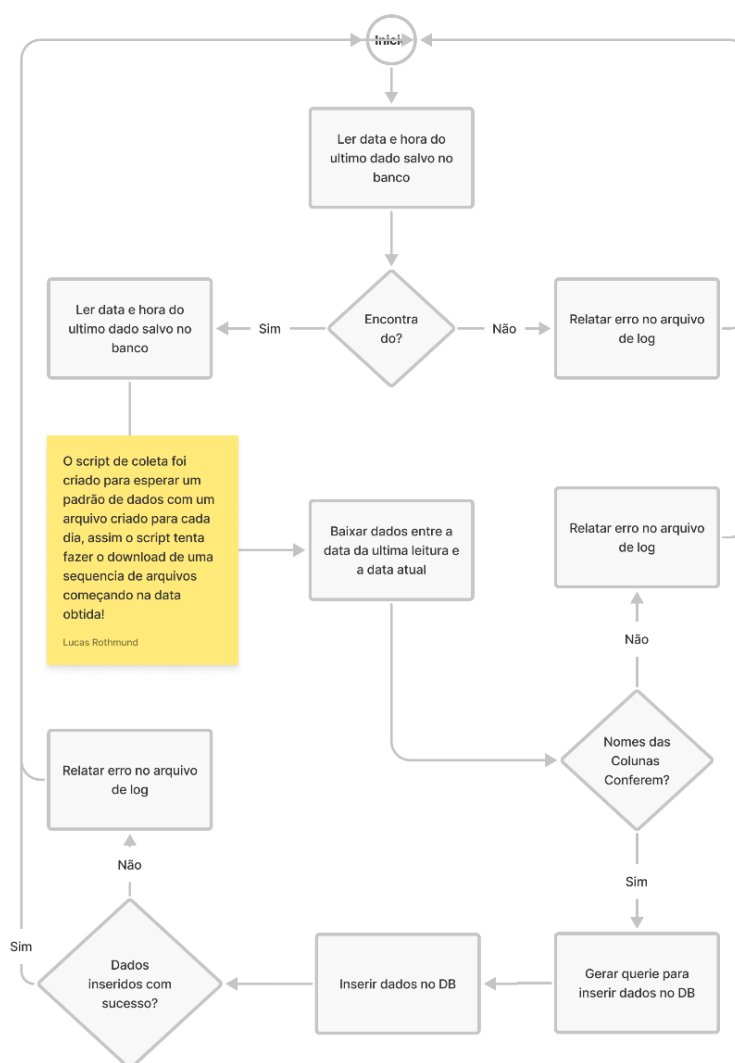 Inicio
Ler data e hora do
ultimo dado salvo no
banco
Ler data e hora do
ultimo dado salvo no
banco
Sim
Encontra
do?
Não
Relatar erro no arquivo
de log
O script de coleta foi
criado para esperar um
padrão de dados com um
arquivo criado para cada
dia, assim o script tenta
fazer o download de uma
sequencia de arquivos
começando na data
obtida!
Lucas Rothmund
Baixar dados entre a
data da ultima leitura e
a data atual
Relatar erro no arquivo
de log
Não
Nomes das
Colunas
Conferem?
Sim
Relatar erro no arquivo
de log
Não
Sim
Dados
inseridos com
sucesso?
Inserir dados no DB
Gerar querie para
inserir dados no DB